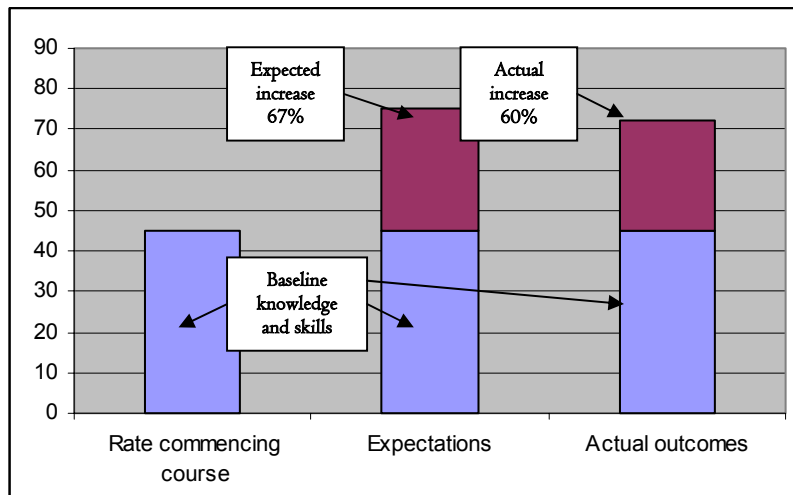 90
80
70
60
50
40
30
20
10
0
Expected
increase
67%
Actual
increase
60%
Baseline
knowledge
and skills
Rate commencing
course
Expectations
Actual outcomes